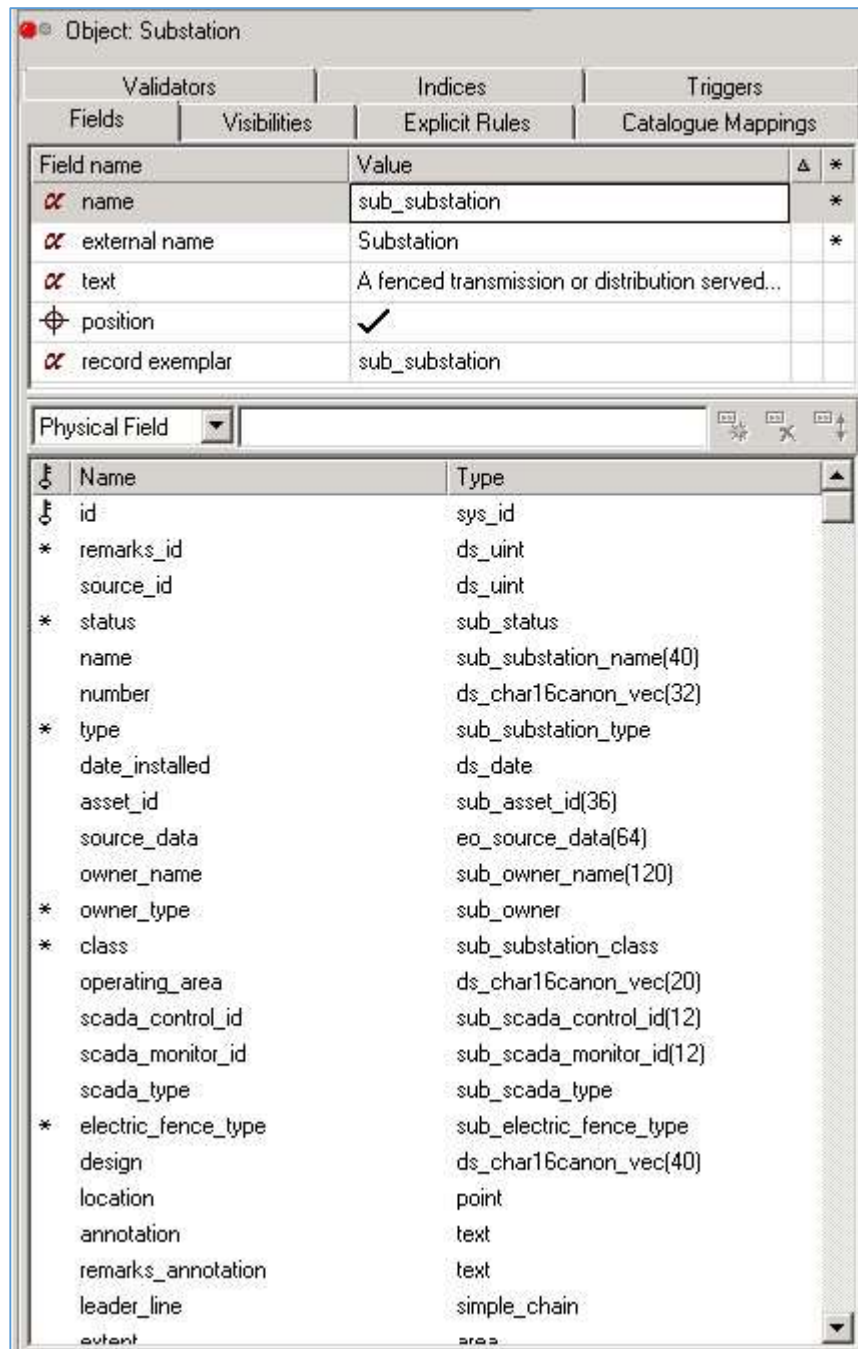 Object: Substation
Validators Indices Triggers
Fields Visibilities Explicit Rules Catalogue Mappings
Field name Value Δ *
α name sub_substation *
α external name Substation *
α text A fenced transmission or distribution served...
position ✓
α record exemplar sub_substation
Physical Field
Name Type
id sys_id
* remarks_id ds_uint
source_id ds_uint
* status sub_status
name sub_substation_name(40)
number ds_char16canon_vec(32)
* type sub_substation_type
date_installed ds_date
asset_id sub_asset_id(36)
source_data eo_source_data(64)
owner_name sub_owner_name(120)
* owner_type sub_owner
* class sub_substation_class
operating_area ds_char16canon_vec(20)
scada_control_id sub_scada_control_id(12)
scada_monitor_id sub_scada_monitor_id(12)
scada_type sub_scada_type
* electric_fence_type sub_electric_fence_type
design ds_char16canon_vec(40)
location point
annotation text
remarks_annotation text
leader_line simple_chain
extent area